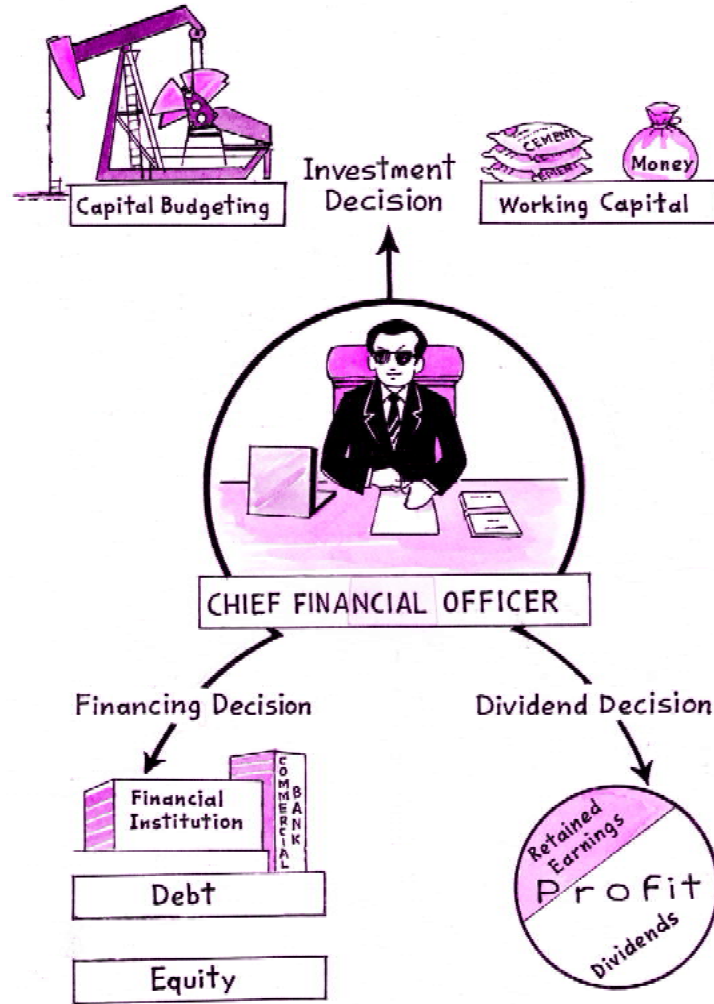 Investment
Decision
Capital Budgeting
CEMENT
CEMENT
Money
Working Capital
CHIEF FINANCIAL OFFICER
Financing Decision
Dividend Decision
Financial
Institution
COMMERCIAL
BANK
Debt
Equity
Retained
Earnings
Profit
Dividends